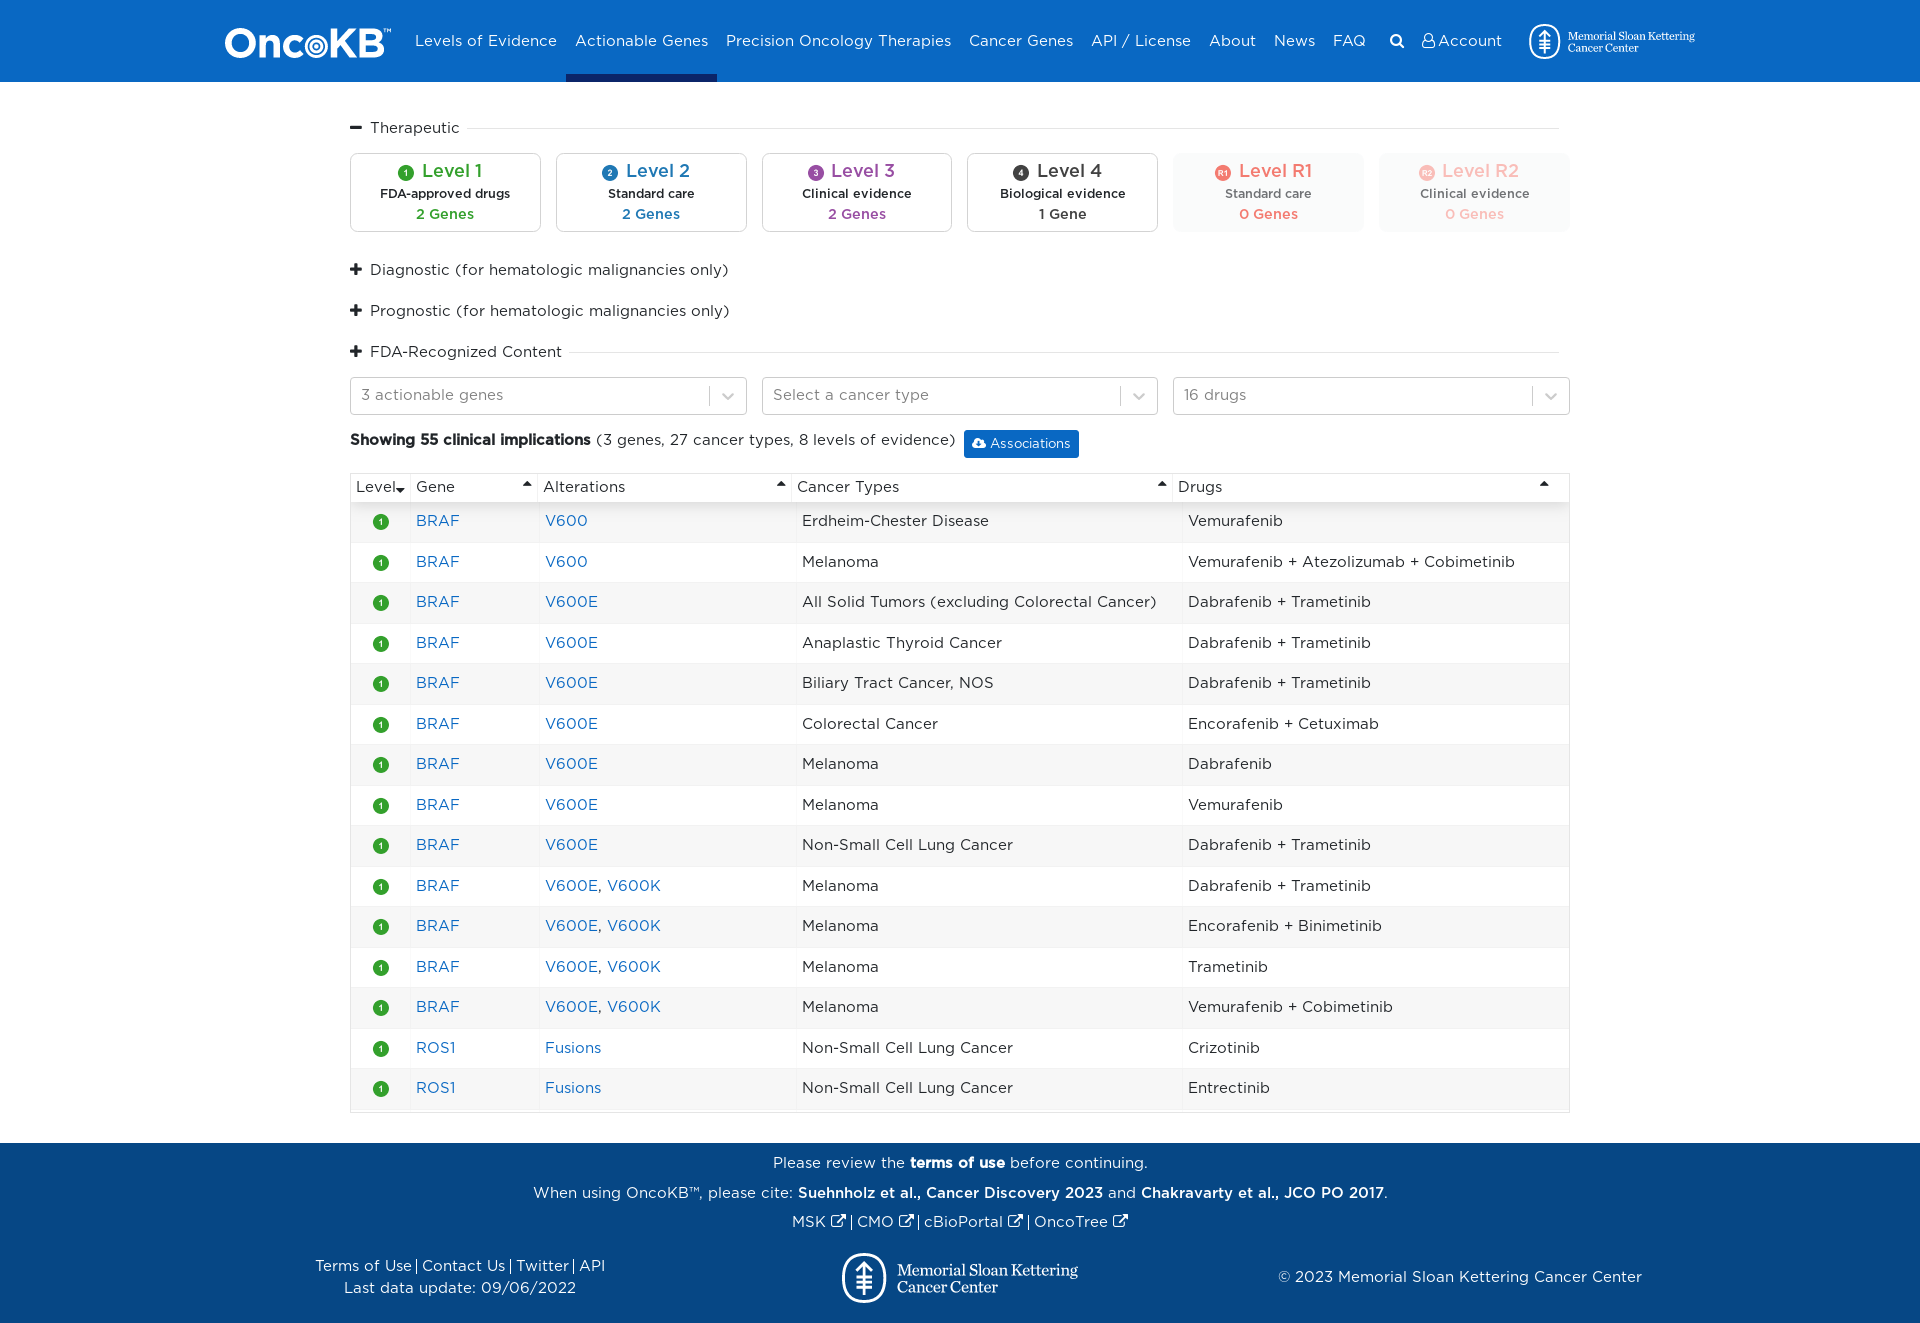 OncoKB™ Levels of Evidence Actionable Genes Precision Oncology Therapies Cancer Genes API / License About News FAQ Account Memorial Sloan Kettering Cancer Center
Therapeutic
1 Level 1
FDA-approved drugs
2 Genes
2 Level 2
Standard care
2 Genes
3 Level 3
Clinical evidence
2 Genes
4 Level 4
Biological evidence
1 Gene
R1 Level R1
Standard care
0 Genes
R2 Level R2
Clinical evidence
0 Genes
Diagnostic (for hematologic malignancies only)
Prognostic (for hematologic malignancies only)
FDA-Recognized Content
3 actionable genes Select a cancer type 16 drugs
Showing 55 clinical implications (3 genes, 27 cancer types, 8 levels of evidence) Associations
Level Gene Alterations Cancer Types Drugs
1 BRAF V600 Erdheim-Chester Disease Vemurafenib
1 BRAF V600 Melanoma Vemurafenib + Atezolizumab + Cobimetinib
1 BRAF V600E All Solid Tumors (excluding Colorectal Cancer) Dabrafenib + Trametinib
1 BRAF V600E Anaplastic Thyroid Cancer Dabrafenib + Trametinib
1 BRAF V600E Biliary Tract Cancer, NOS Dabrafenib + Trametinib
1 BRAF V600E Colorectal Cancer Encorafenib + Cetuximab
1 BRAF V600E Melanoma Dabrafenib
1 BRAF V600E Melanoma Vemurafenib
1 BRAF V600E Non-Small Cell Lung Cancer Dabrafenib + Trametinib
1 BRAF V600E, V600K Melanoma Dabrafenib + Trametinib
1 BRAF V600E, V600K Melanoma Encorafenib + Binimetinib
1 BRAF V600E, V600K Melanoma Trametinib
1 BRAF V600E, V600K Melanoma Vemurafenib + Cobimetinib
1 ROS1 Fusions Non-Small Cell Lung Cancer Crizotinib
1 ROS1 Fusions Non-Small Cell Lung Cancer Entrectinib
Please review the terms of use before continuing.
When using OncoKB™, please cite: Suehnholz et al., Cancer Discovery 2023 and Chakravarty et al., JCO PO 2017.
MSK | CMO | cBioPortal | OncoTree
Terms of Use | Contact Us | Twitter | API
Last data update: 09/06/2022
Memorial Sloan Kettering
Cancer Center
© 2023 Memorial Sloan Kettering Cancer Center